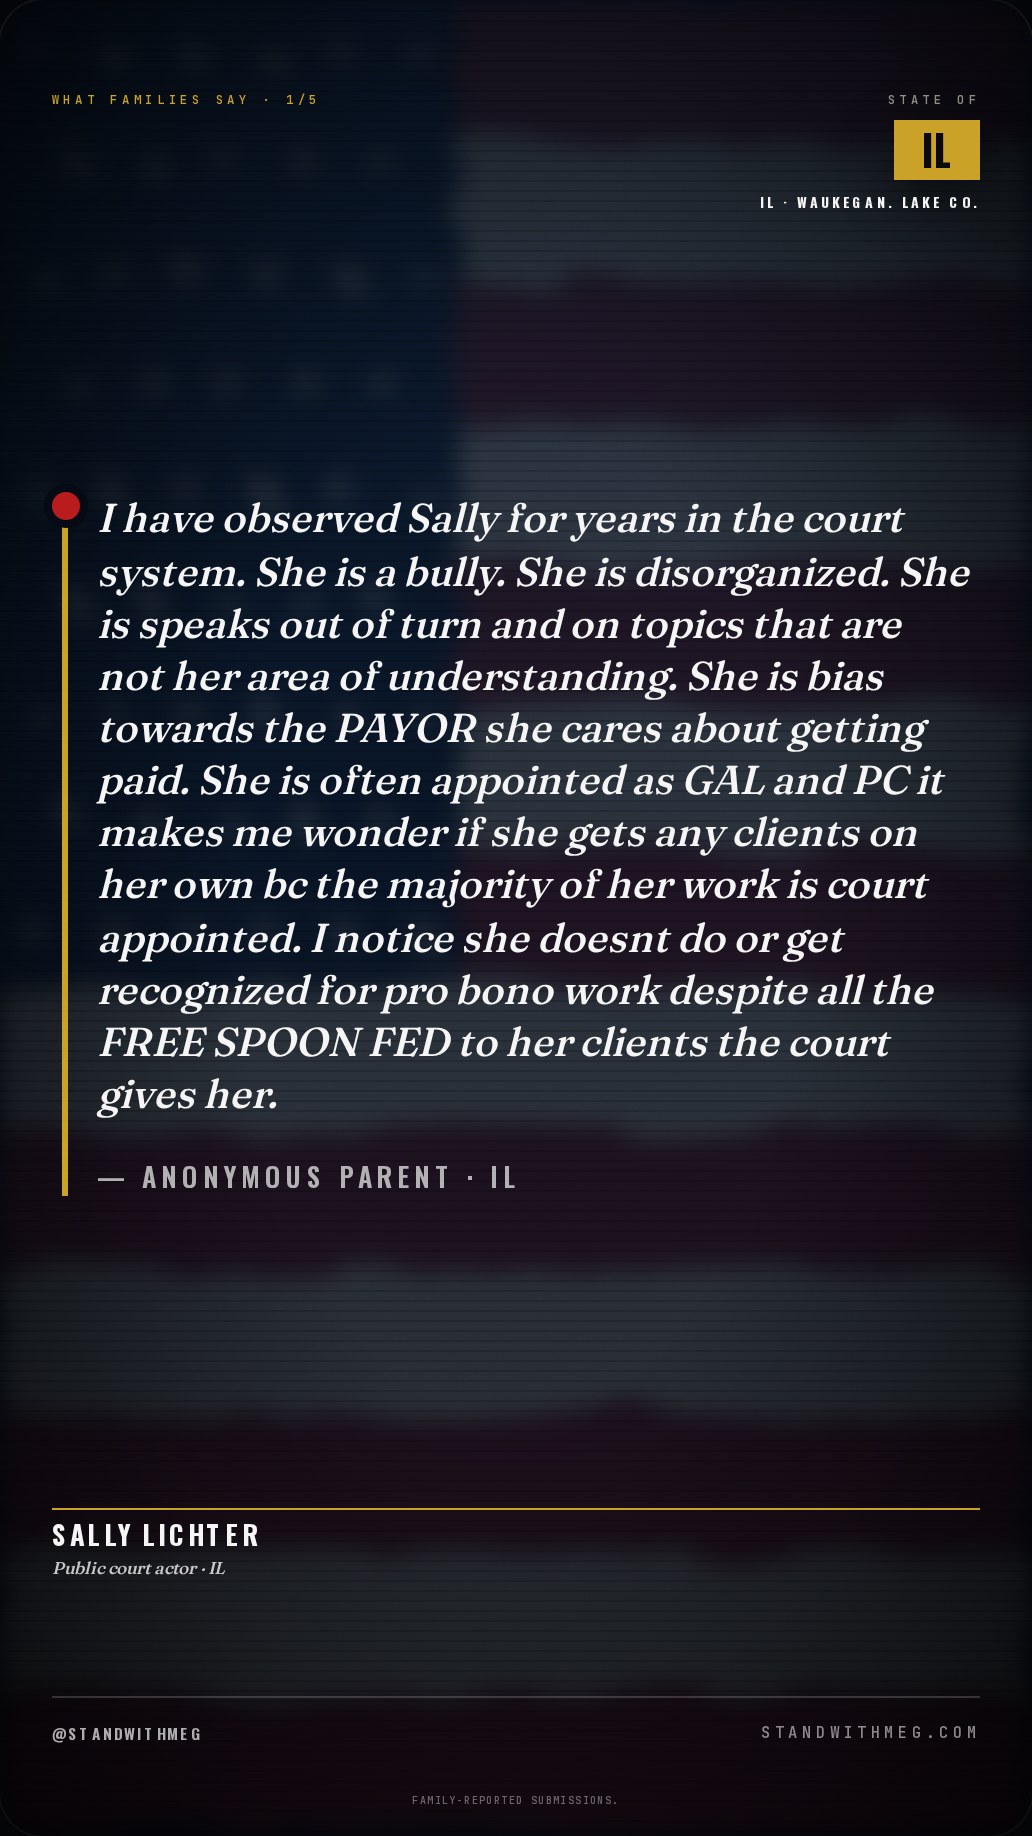 WHAT FAMILIES SAY · 1/5
STATE OF
IL
IL · WAUKEGAN. LAKE CO.
I have observed Sally for years in the court
system. She is a bully. She is disorganized. She
is speaks out of turn and on topics that are
not her area of understanding. She is bias
towards the PAYOR she cares about getting
paid. She is often appointed as GAL and PC it
makes me wonder if she gets any clients on
her own bc the majority of her work is court
appointed. I notice she doesnt do or get
recognized for pro bono work despite all the
FREE SPOON FED to her clients the court
gives her.
— ANONYMOUS PARENT · IL
SALLY LICHTER
Public court actor · IL
@STANDWITHMEG
STANDWITHMEG.COM
FAMILY-REPORTED SUBMISSIONS.